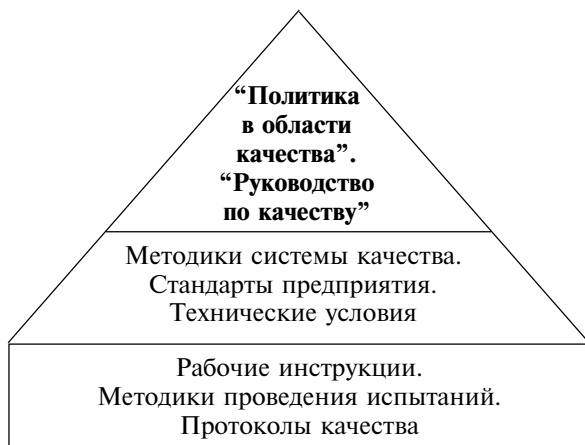 “Политика
в области
качества”.
“Руководство
по качеству”
Методики системы качества.
Стандарты предприятия.
Технические условия
Рабочие инструкции.
Методики проведения испытаний.
Протоколы качества